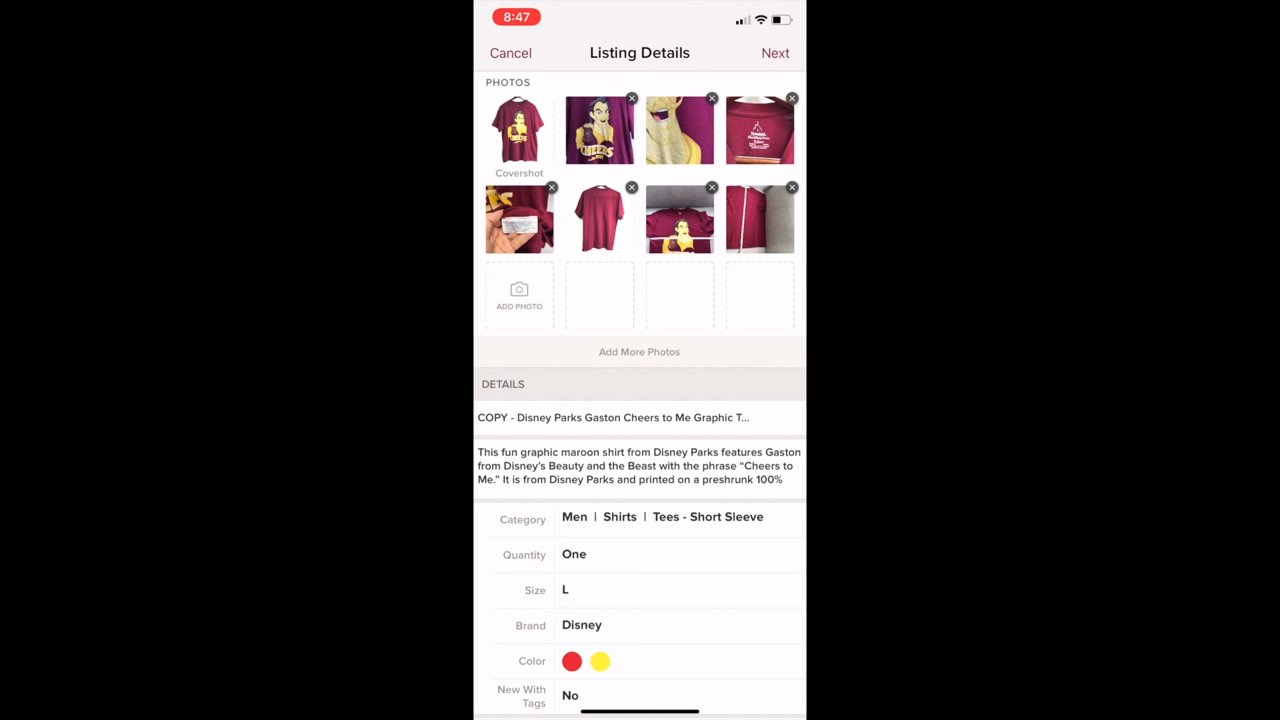 8:47
Cancel
Listing Details
Next
PHOTOS
CHEERS
CHEERS
Covershot
ADD PHOTO
Add More Photos
DETAILS
COPY - Disney Parks Gaston Cheers to Me Graphic T...
This fun graphic maroon shirt from Disney Parks features Gaston
from Disney's Beauty and the Beast with the phrase “Cheers to
Me.” It is from Disney Parks and printed on a preshrunk 100%
Category
Men | Shirts | Tees - Short Sleeve
Quantity
One
Size
L
Brand
Disney
Color
New With
Tags
No